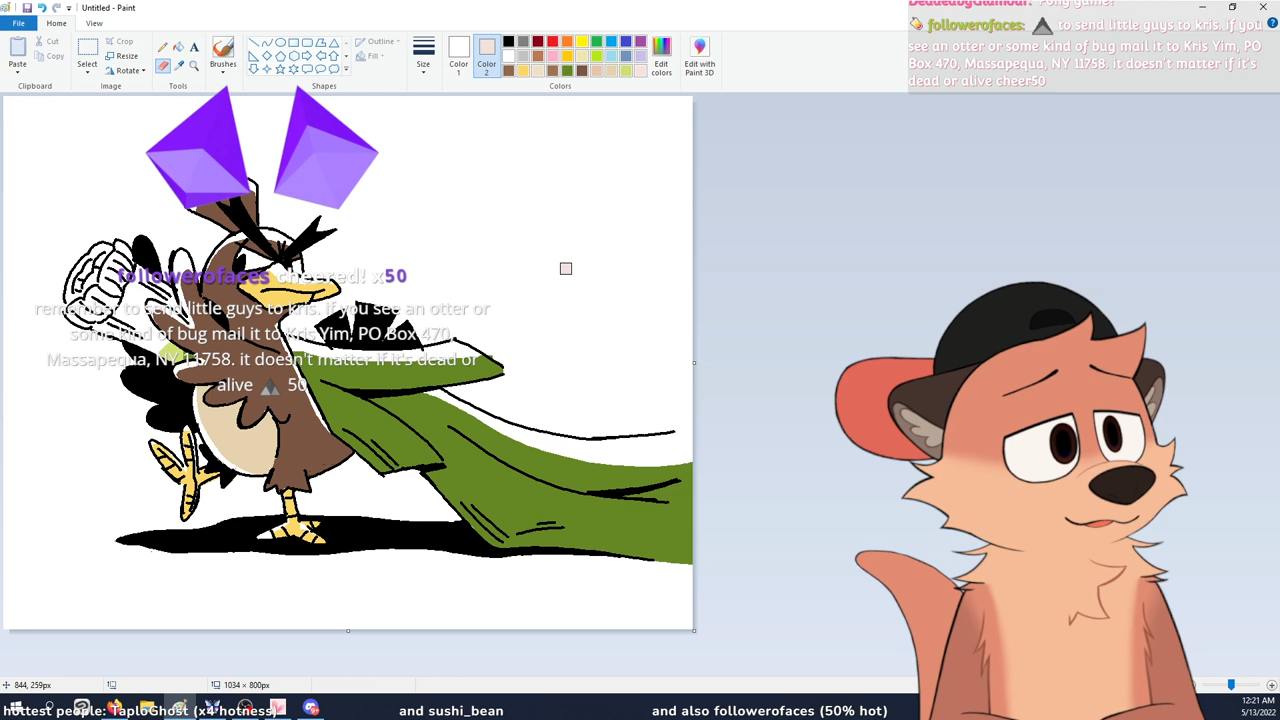 Untitled - Paint
File
Home
View
Paste
Cut
Copy
Clipboard
Select
Crop
Resize
Rotate
Image
A
Tools
Brushes
Outline
Fill
Shapes
Size
Color
1
Color
2
Edit
colors
Colors
Edit with
Paint 3D
DeadedbyGlamour: Pony game!
followerofaces: to send little guys to kris. if you
see an otter or some kind of bug mail it to Kris PO
Box 470, Massapequa, NY 11758. it doesn't matter if it's
dead or alive cheer50
followerofaces cheered! x50
remember to send little guys to kris. if you see an otter or
some kind of bug mail it to Kris Yim, PO Box 470,
Massapequa, NY 11758. it doesn't matter if it's dead or
alive 50
844, 259px
1034 × 800px
hottest people: TaploGhost (x4 hotness)
and sushi_bean
and also followerofaces (50% hot)
12:21 AM
5/13/2022